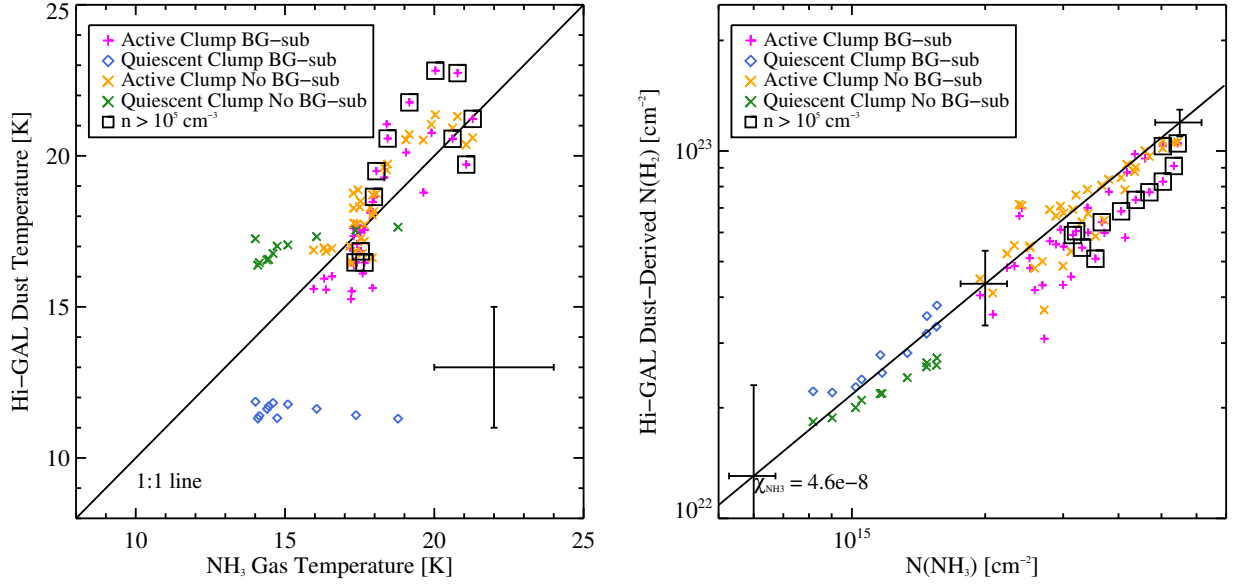 Active Clump BG−sub
Quiescent Clump BG−sub
Active Clump No BG−sub
Quiescent Clump No BG−sub
n > 10⁵ cm⁻³
1:1 line
25
20
15
10
Hi−GAL Dust Temperature [K]
10 15 20 25
NH₃ Gas Temperature [K]
Active Clump BG−sub
Quiescent Clump BG−sub
Active Clump No BG−sub
Quiescent Clump No BG−sub
n > 10⁵ cm⁻³
χNH3 = 4.6e−8
10²³
10²²
Hi−GAL Dust−Derived N(H₂) [cm⁻²]
10¹⁵
N(NH₃) [cm⁻²]